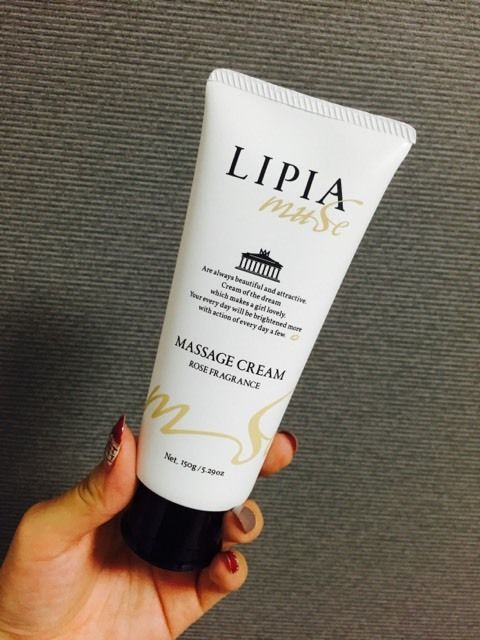 LIPIA
muse
Are always beautiful and attractive.
Cream of the dream
which makes a girl lovely.
Your every day will be brightened more
with action of every day a few.
MASSAGE CREAM
ROSE FRAGRANCE
Net. 150g/5.29oz